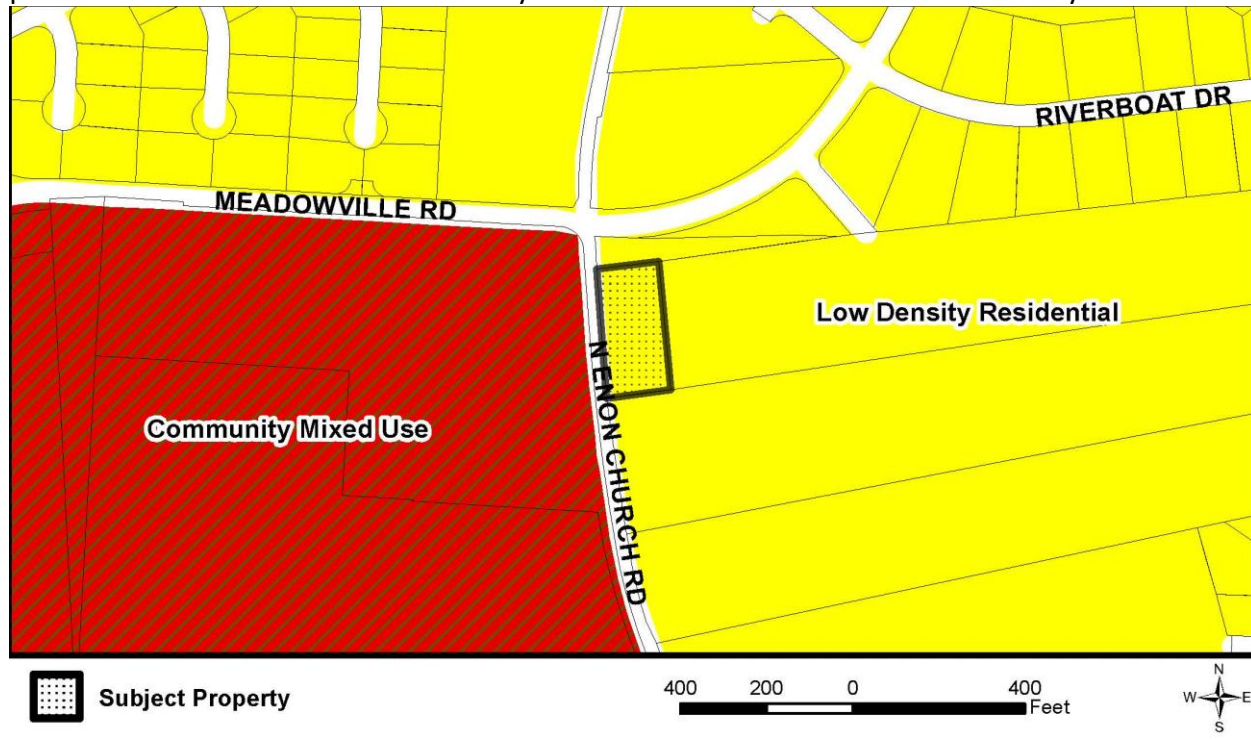 RIVERBOAT DR
MEADOWVILLE RD
Low Density Residential
N ENON CHURCH RD
Community Mixed Use
Subject Property
400 200 0 400
Feet
N
W E
S